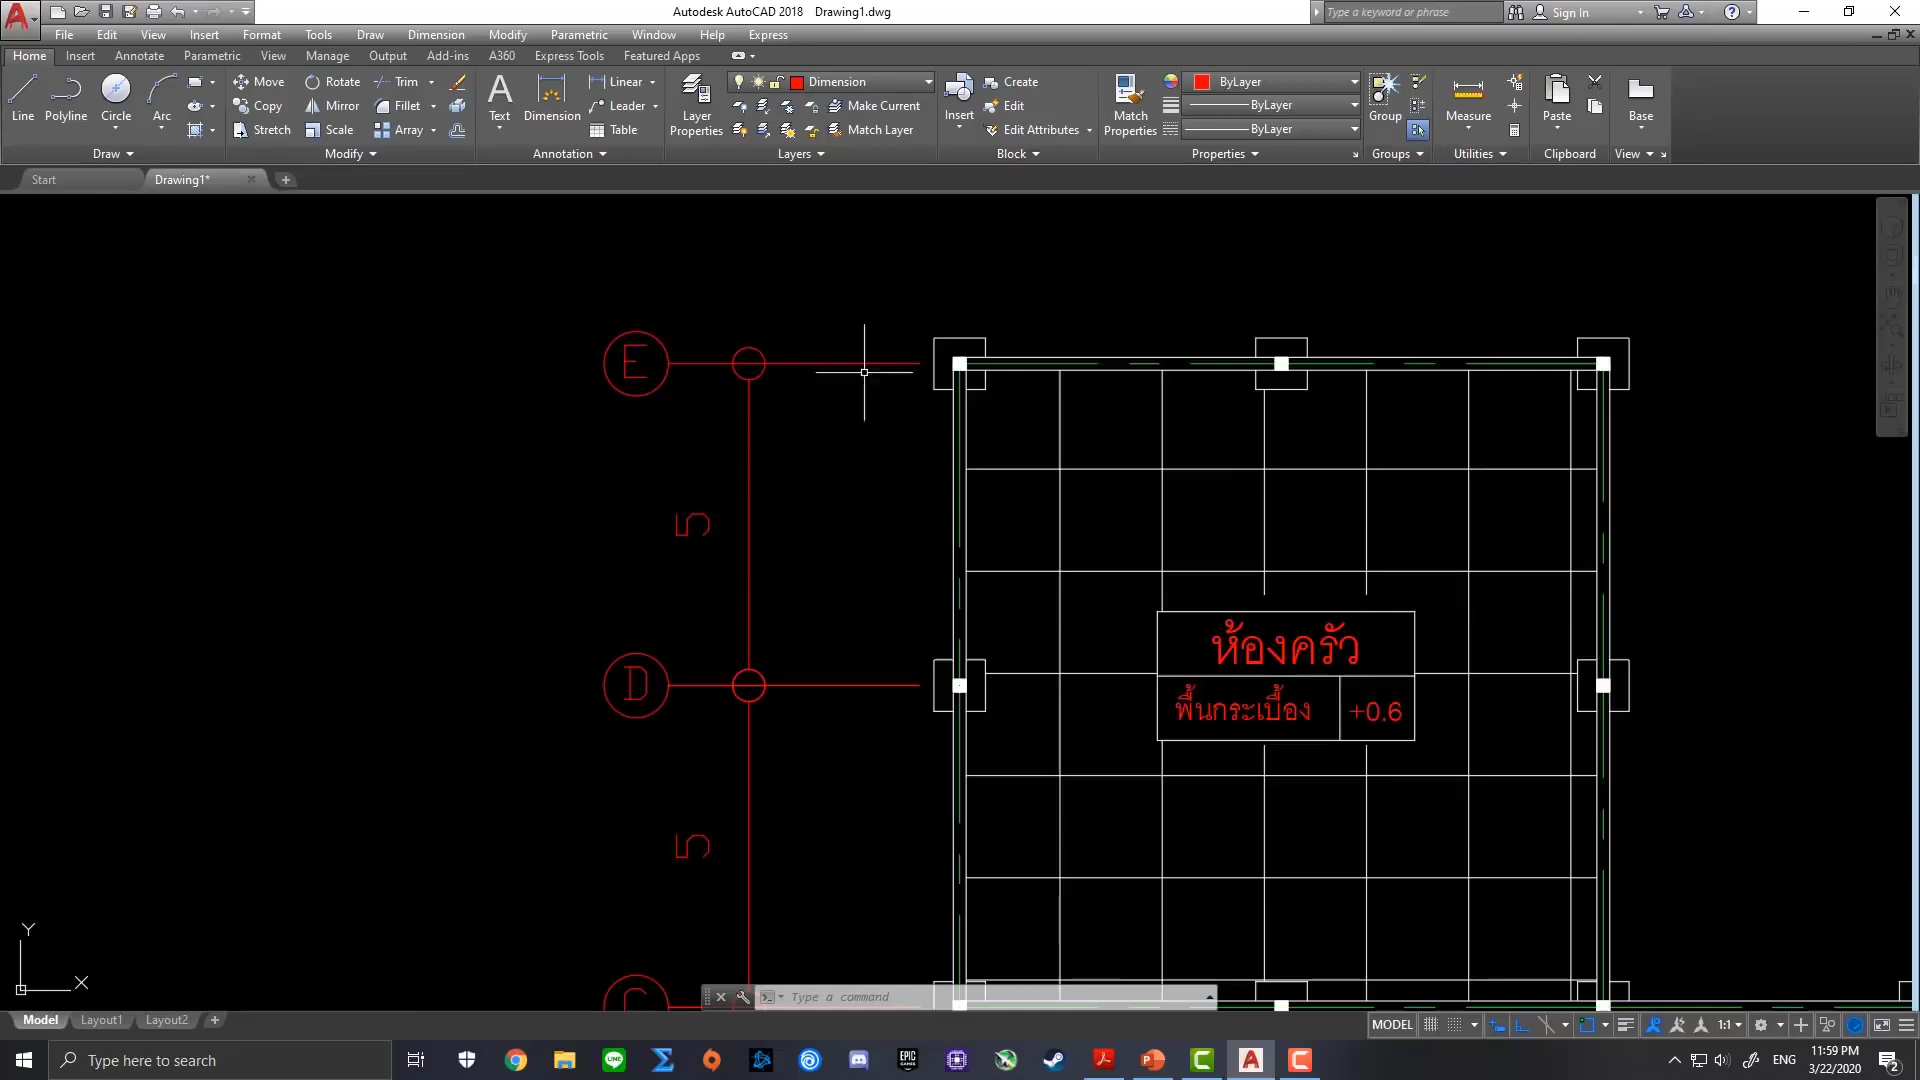 Autodesk AutoCAD 2018 Drawing1.dwg
Type a keyword or phrase
Sign In
File Edit View Insert Format Tools Draw Dimension Modify Parametric Window Help Express
Home Insert Annotate Parametric View Manage Output Add-ins A360 Express Tools Featured Apps
Line
Polyline
Circle
Arc
Draw
Move Rotate Trim
Copy Mirror Fillet
Stretch Scale Array
Modify
Text
Dimension
Linear
Leader
Table
Annotation
Layer Properties
Dimension
Make Current
Match Layer
Layers
Insert
Create
Edit
Edit Attributes
Block
Match Properties
ByLayer
ByLayer
ByLayer
Properties
Group
Groups
Measure
Utilities
Paste
Clipboard
Base
View
Start
Drawing1*
E
5
D
5
ห้องครัว
พื้นกระเบื้อง
+0.6
Y
X
Type a command
Model Layout1 Layout2
MODEL
1:1
Type here to search
EPIC GAMES
ENG
11:59 PM
3/22/2020
2